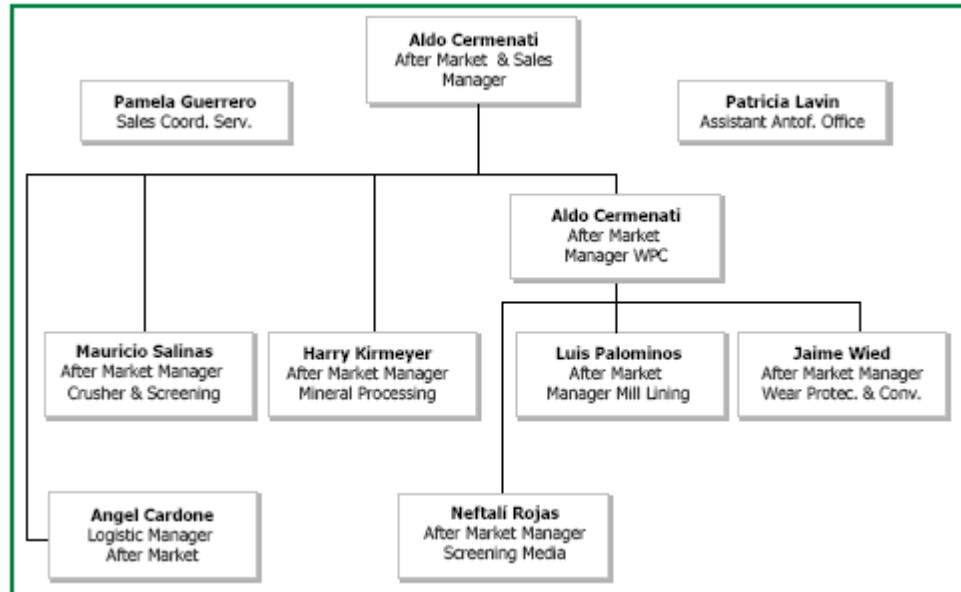 Aldo Cermenati
After Market & Sales
Manager
Pamela Guerrero
Sales Coord. Serv.
Patricia Lavin
Assistant Antof. Office
Aldo Cermenati
After Market
Manager WPC
Mauricio Salinas
After Market Manager
Crusher & Screening
Harry Kirmeyer
After Market Manager
Mineral Processing
Luis Palominos
After Market
Manager Mill Lining
Jaime Wied
After Market Manager
Wear Protec. & Conv.
Angel Cardone
Logistic Manager
After Market
Neftalí Rojas
After Market Manager
Screening Media